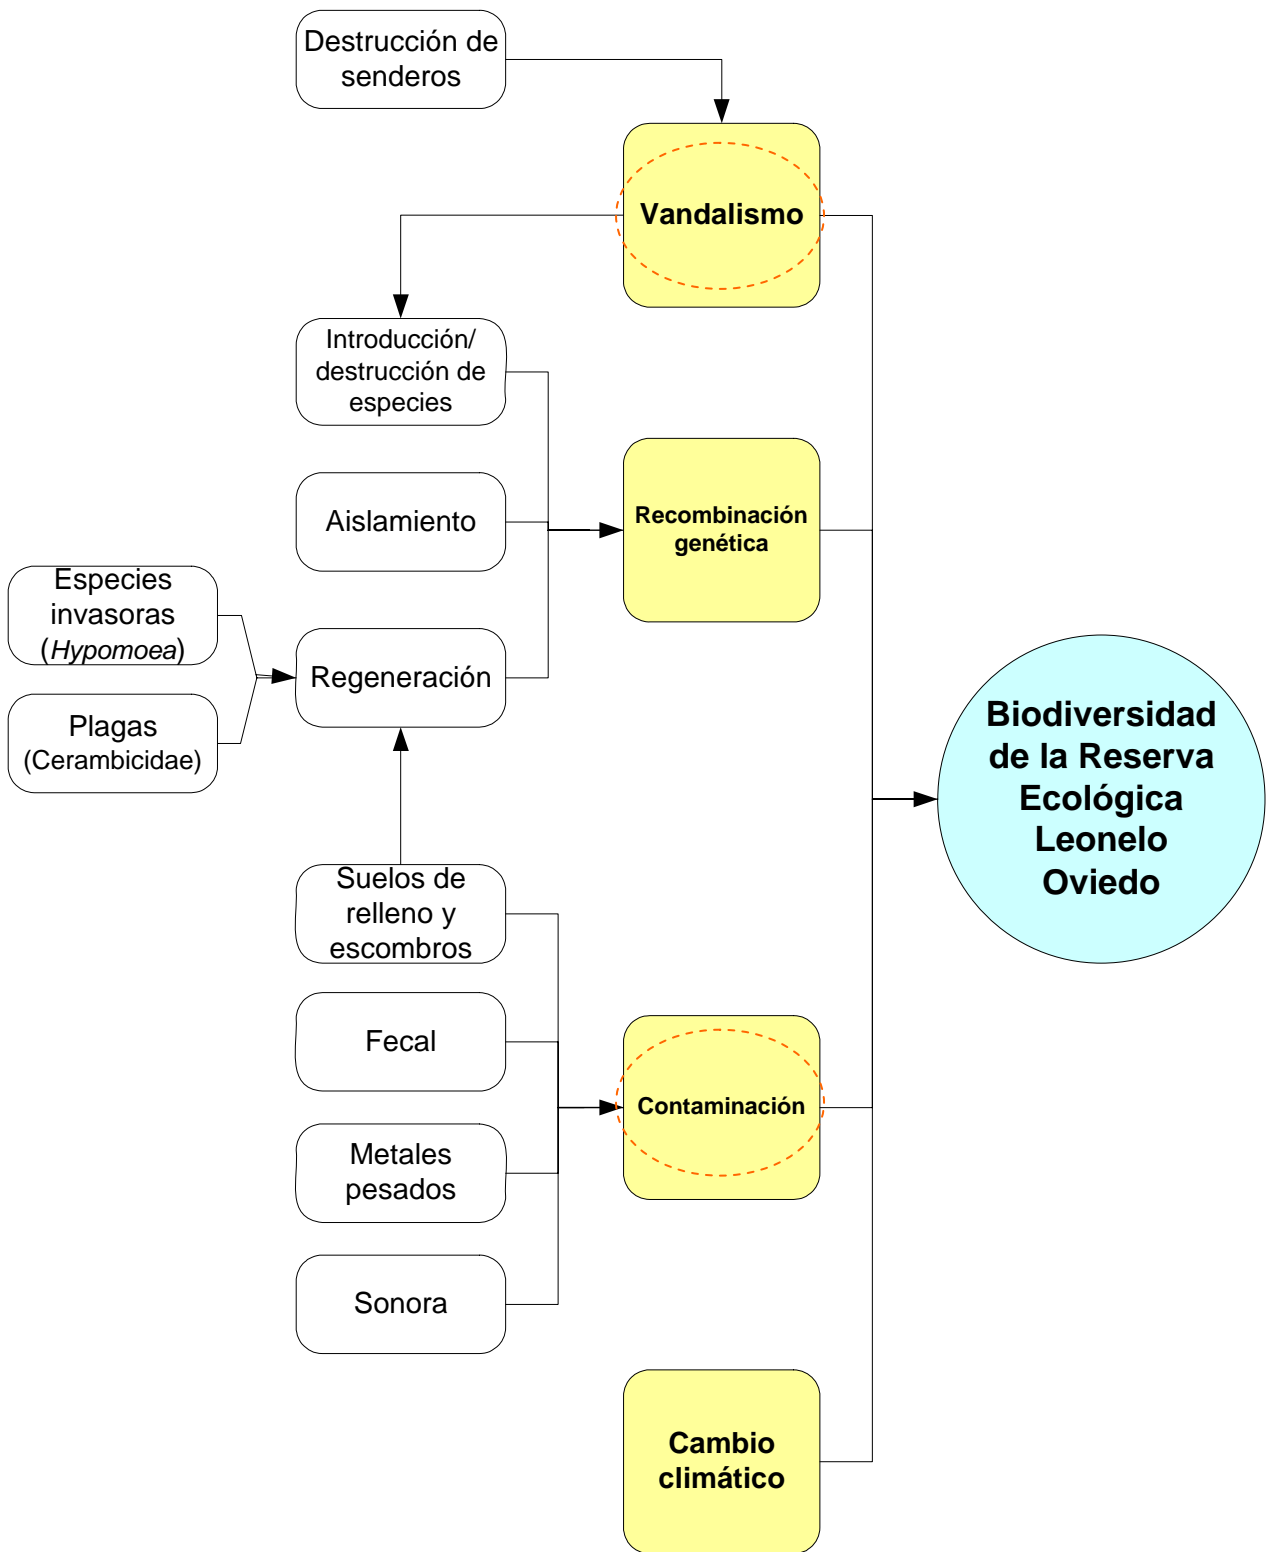 Destrucción de
senderos
Vandalismo
Introducción/
destrucción de
especies
Aislamiento
Recombinación
genética
Especies
invasoras
(Hypomoea)
Regeneración
Plagas
(Cerambicidae)
Biodiversidad
de la Reserva
Ecológica
Leonelo
Oviedo
Suelos de
relleno y
escombros
Fecal
Contaminación
Metales
pesados
Sonora
Cambio
climático